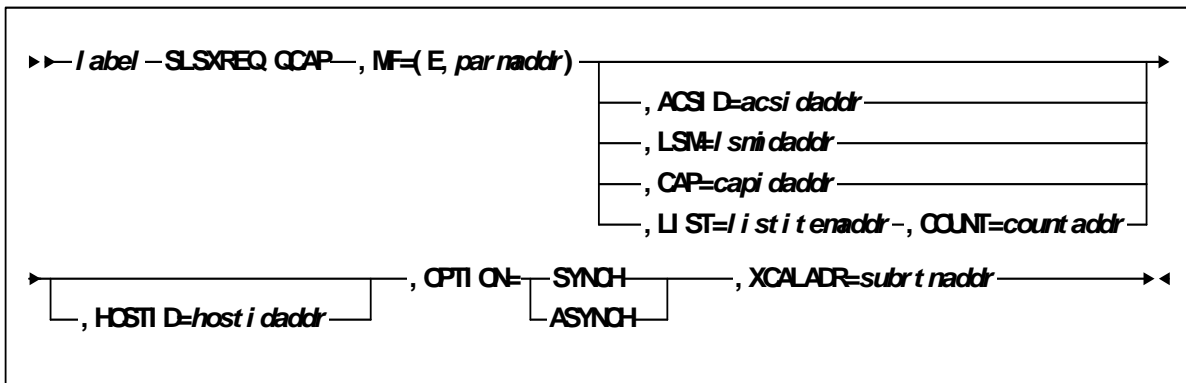 label SLSXREQ QCAP , MF=(E, parmaddr)
, ACSID=acsidaddr
, LSM=lsmidaddr
, CAP=capidaddr
, LIST=listitemaddr , COUNT=countaddr
, HOSTID=hostidaddr
, OPTION= SYNCH , XCALADR=subrtnaddr
ASYNCH